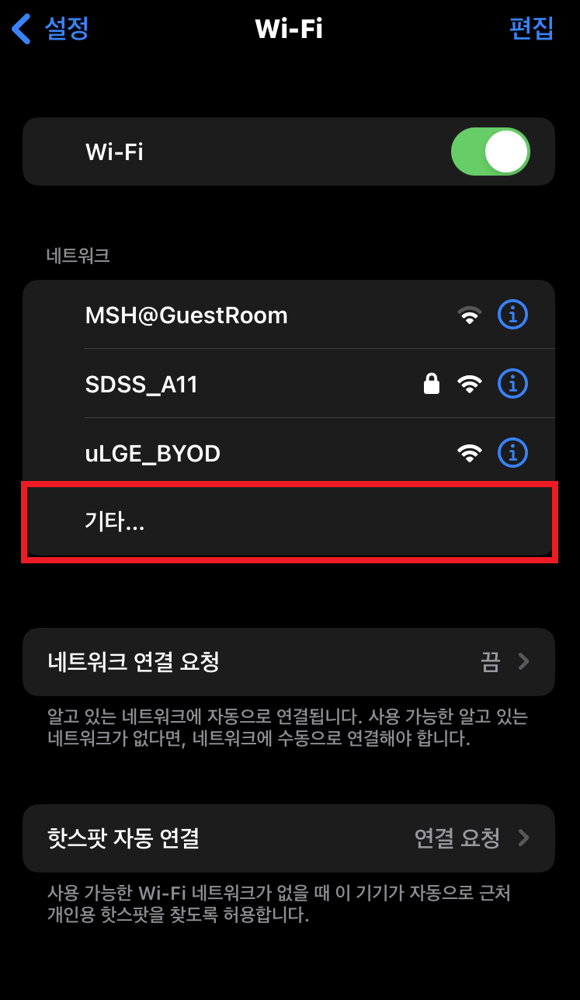 설정
Wi-Fi
편집
Wi-Fi
네트워크
MSH@GuestRoom
SDSS_A11
uLGE_BYOD
기타...
네트워크 연결 요청
끔
알고 있는 네트워크에 자동으로 연결됩니다. 사용 가능한 알고 있는
네트워크가 없다면, 네트워크에 수동으로 연결해야 합니다.
핫스팟 자동 연결
연결 요청
사용 가능한 Wi-Fi 네트워크가 없을 때 이 기기가 자동으로 근처
개인용 핫스팟을 찾도록 허용합니다.